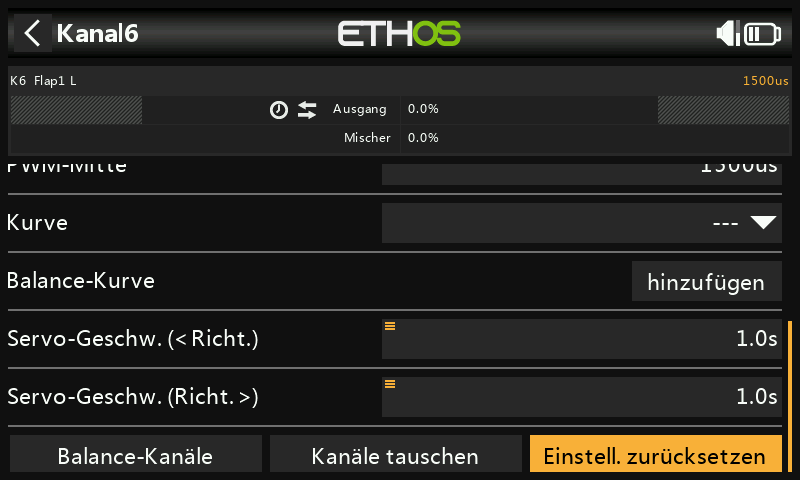 Kanal6
ETHOS
K6 Flap1 L
1500us
Ausgang 0.0%
Mischer 0.0%
PWM-Mitte 1500us
Kurve ---
Balance-Kurve hinzufügen
Servo-Geschw. (< Richt.) 1.0s
Servo-Geschw. (Richt. >) 1.0s
Balance-Kanäle Kanäle tauschen Einstell. zurücksetzen